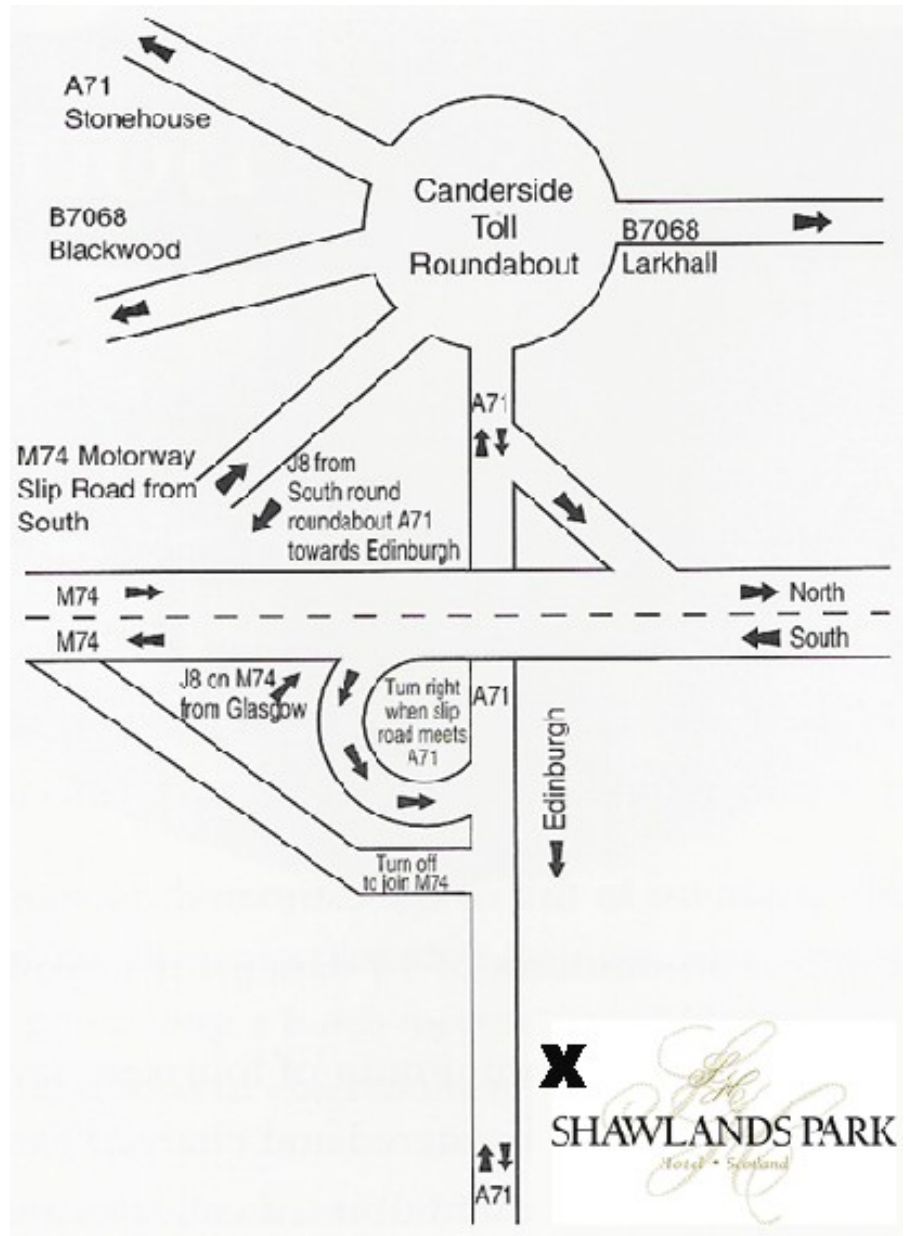 A71
Stonehouse
Canderside
Toll
Roundabout
B7068
Blackwood
B7068
Larkhall
A71
M74 Motorway
Slip Road from
South
J8 from
South round
roundabout A71
towards Edinburgh
M74
North
M74
South
J8 on M74
from Glasgow
Turn right
when slip
road meets
A71
A71
Edinburgh
Turn off
to join M74
X
SHAWLANDS PARK
Hotel • Scotland
A71